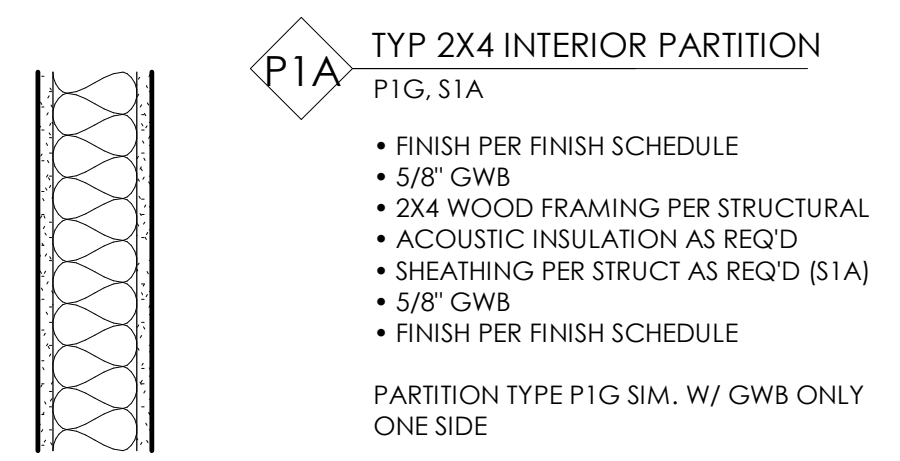 P1A
TYP 2X4 INTERIOR PARTITION
P1G, S1A
• FINISH PER FINISH SCHEDULE
• 5/8" GWB
• 2X4 WOOD FRAMING PER STRUCTURAL
• ACOUSTIC INSULATION AS REQ'D
• SHEATHING PER STRUCT AS REQ'D (S1A)
• 5/8" GWB
• FINISH PER FINISH SCHEDULE
PARTITION TYPE P1G SIM. W/ GWB ONLY
ONE SIDE